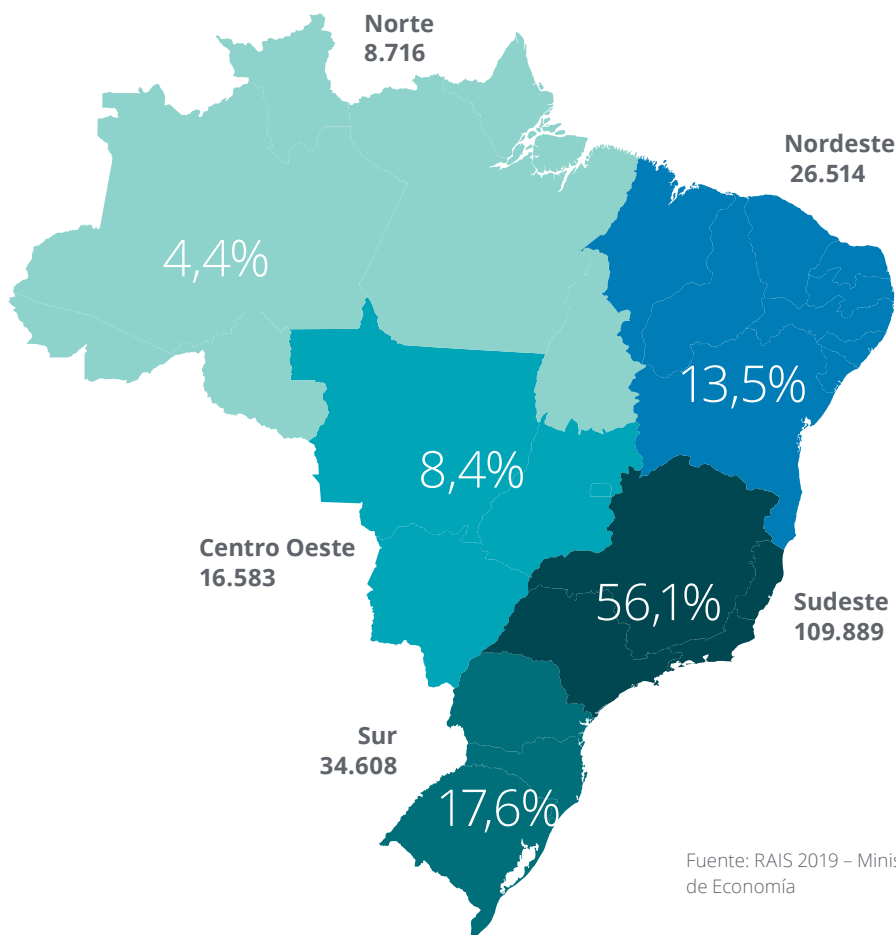 Norte
8.716
Nordeste
26.514
4,4%
13,5%
8,4%
Centro Oeste
16.583
56,1%
Sudeste
109.889
Sur
34.608
17,6%
Fuente: RAIS 2019 – Minis
de Economía